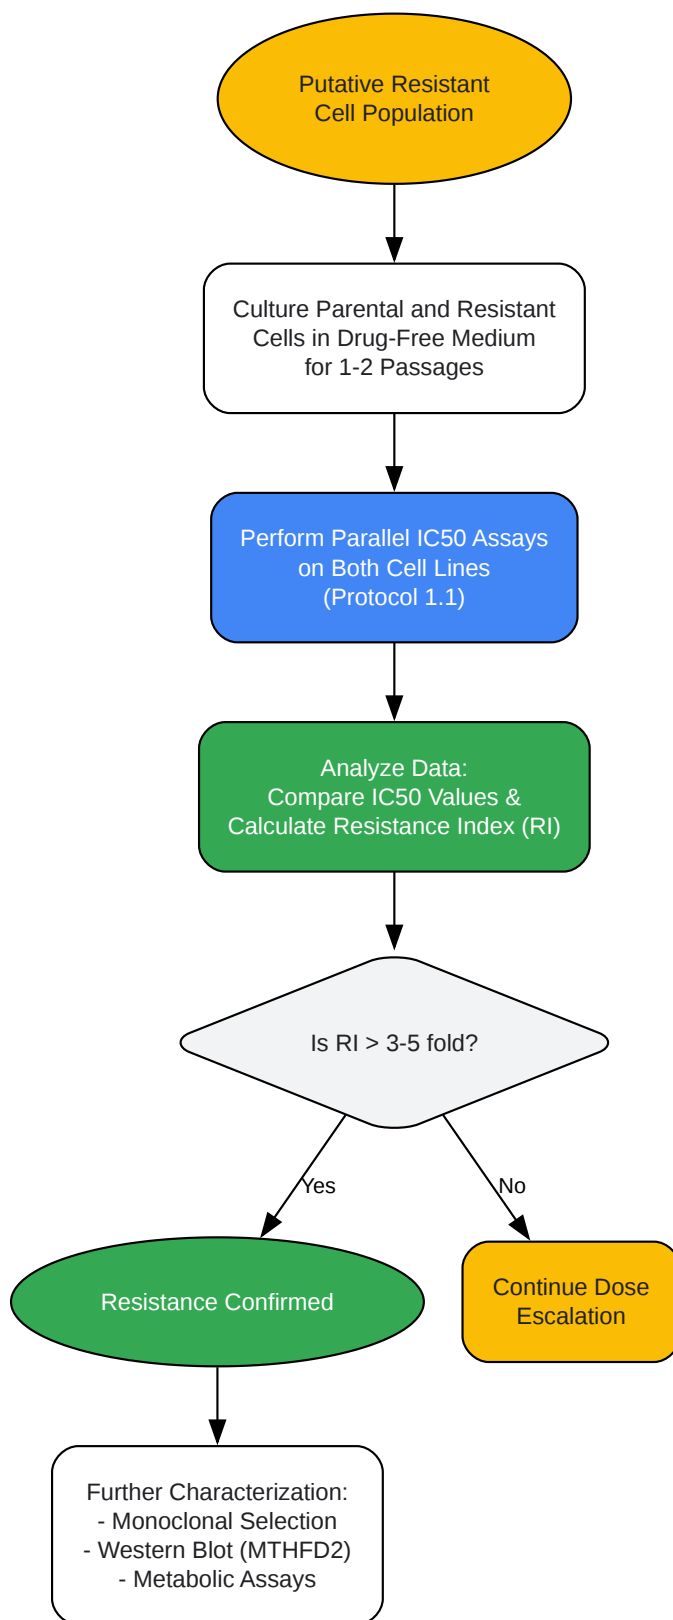 Putative Resistant
Cell Population
Culture Parental and Resistant
Cells in Drug-Free Medium
for 1-2 Passages
Perform Parallel IC50 Assays
on Both Cell Lines
(Protocol 1.1)
Analyze Data:
Compare IC50 Values &
Calculate Resistance Index (RI)
Is RI > 3-5 fold?
Yes
No
Resistance Confirmed
Continue Dose
Escalation
Further Characterization:
- Monoclonal Selection
- Western Blot (MTHFD2)
- Metabolic Assays